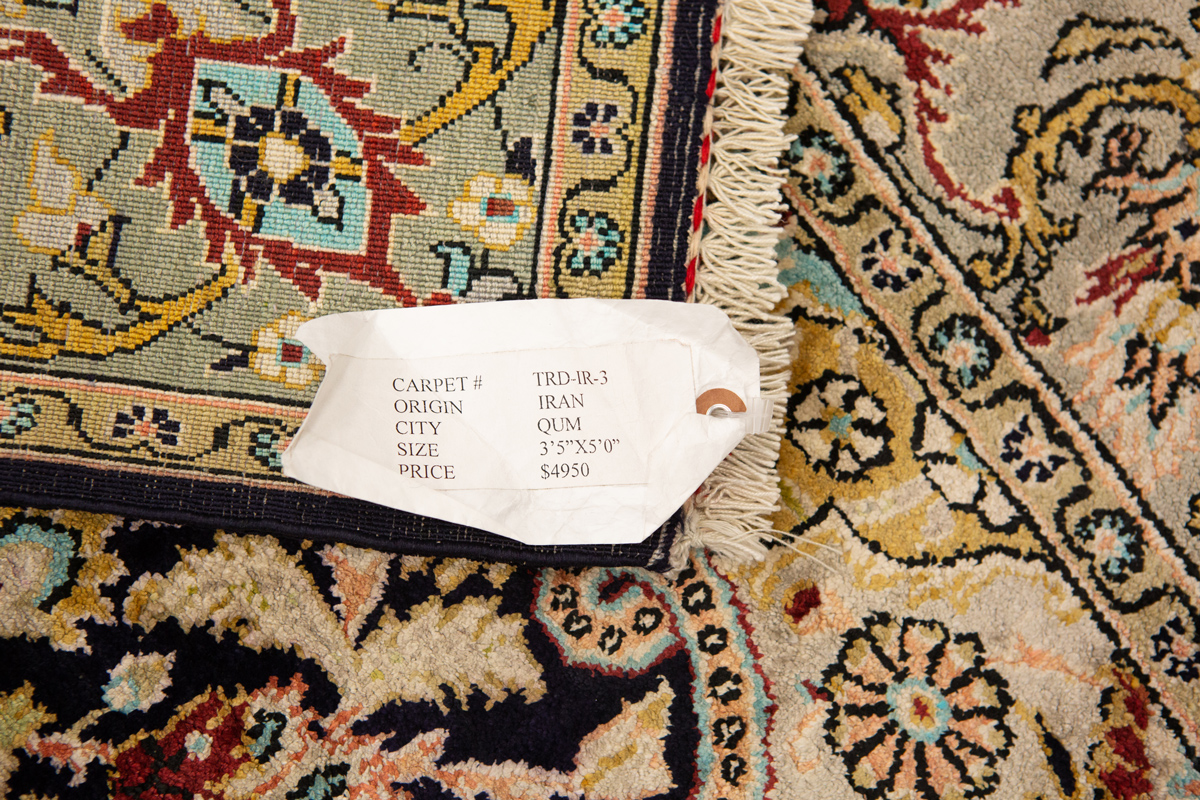 CARPET # TRD-IR-3
ORIGIN IRAN
CITY QUM
SIZE 3’5”X5’0”
PRICE $4950